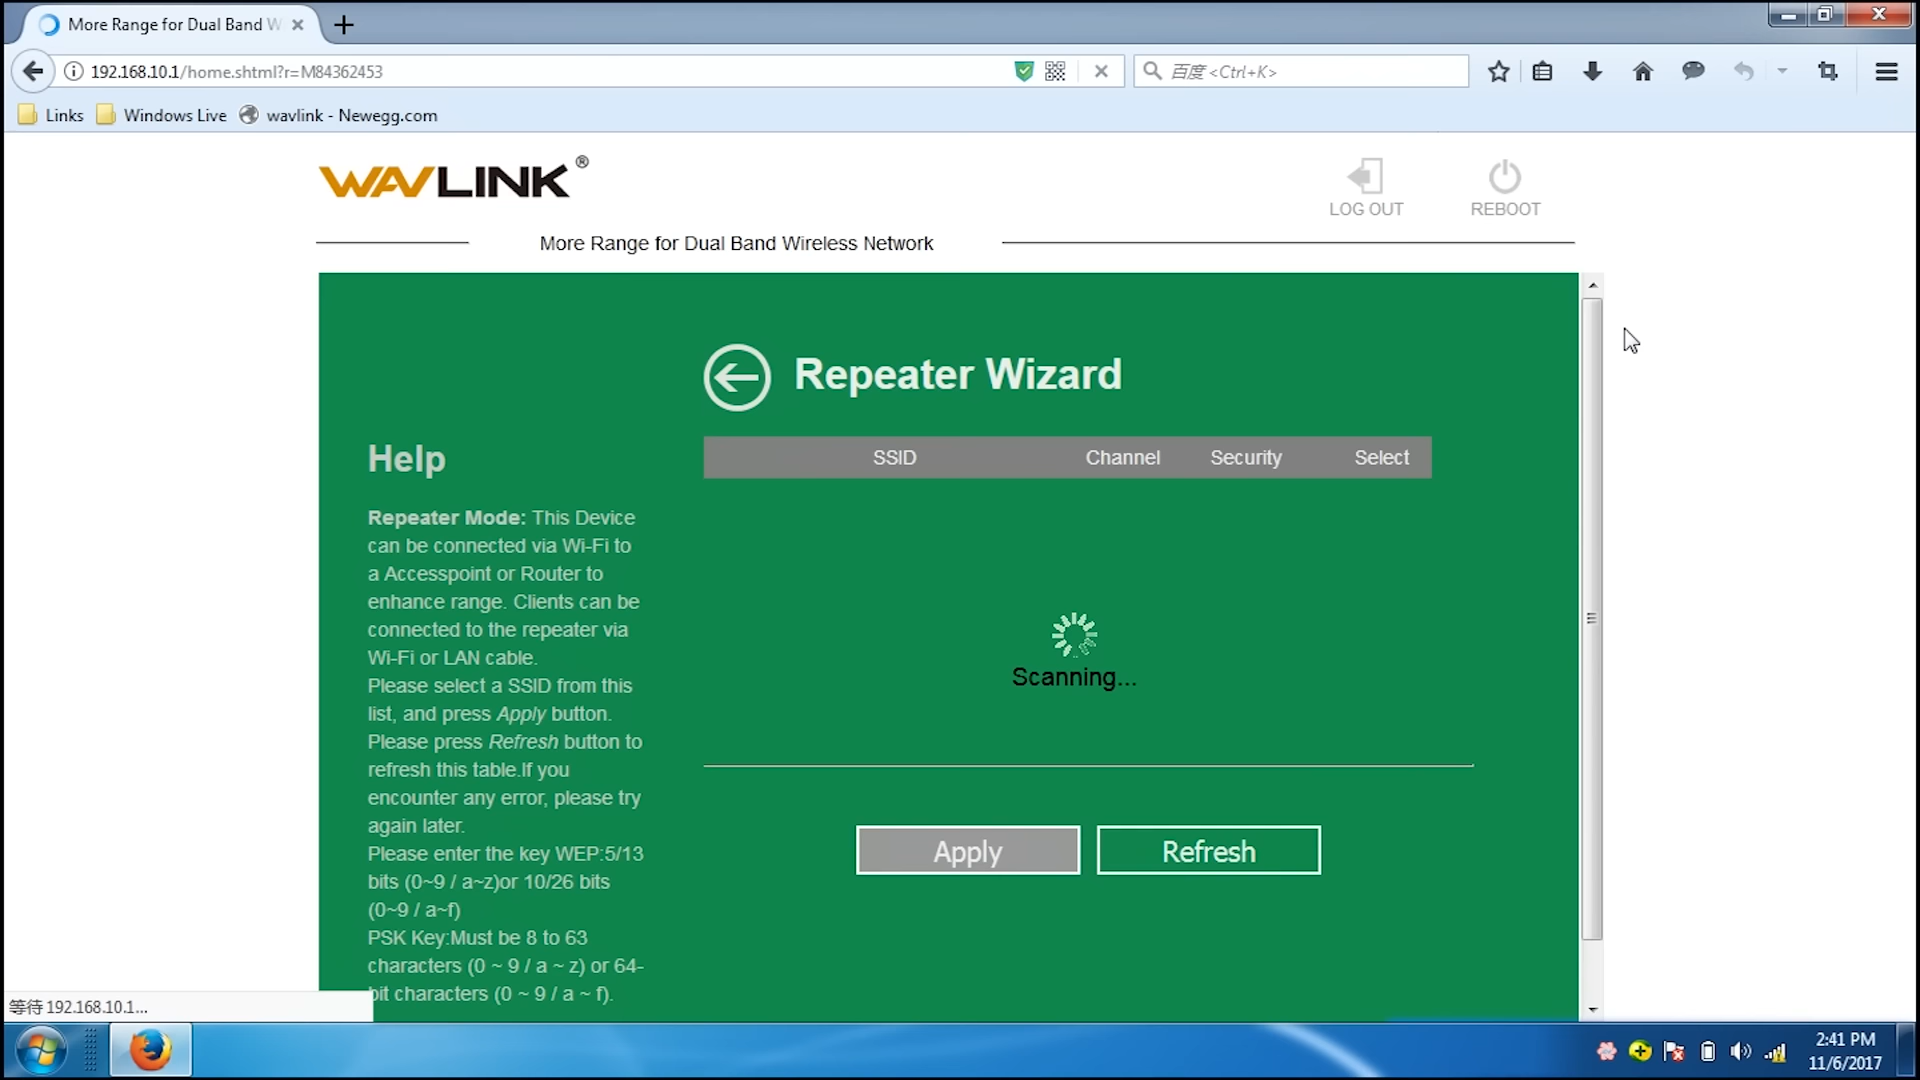 More Range for Dual Band W
192.168.10.1/home.shtml?r=M84362453
百度 <Ctrl+K>
Links
Windows Live
wavlink - Newegg.com
WAVLINK®
LOG OUT
REBOOT
More Range for Dual Band Wireless Network
Repeater Wizard
SSID Channel Security Select
Help
Repeater Mode: This Device
can be connected via Wi-Fi to
a Accesspoint or Router to
enhance range. Clients can be
connected to the repeater via
Wi-Fi or LAN cable.
Please select a SSID from this
list, and press Apply button.
Please press Refresh button to
refresh this table.If you
encounter any error, please try
again later.
Please enter the key WEP:5/13
bits (0~9 / a~z)or 10/26 bits
(0~9 / a~f)
PSK Key:Must be 8 to 63
characters (0 ~ 9 / a ~ z) or 64-
bit characters (0 ~ 9 / a ~ f).
Scanning...
Apply
Refresh
等待 192.168.10.1...
2:41 PM
11/6/2017